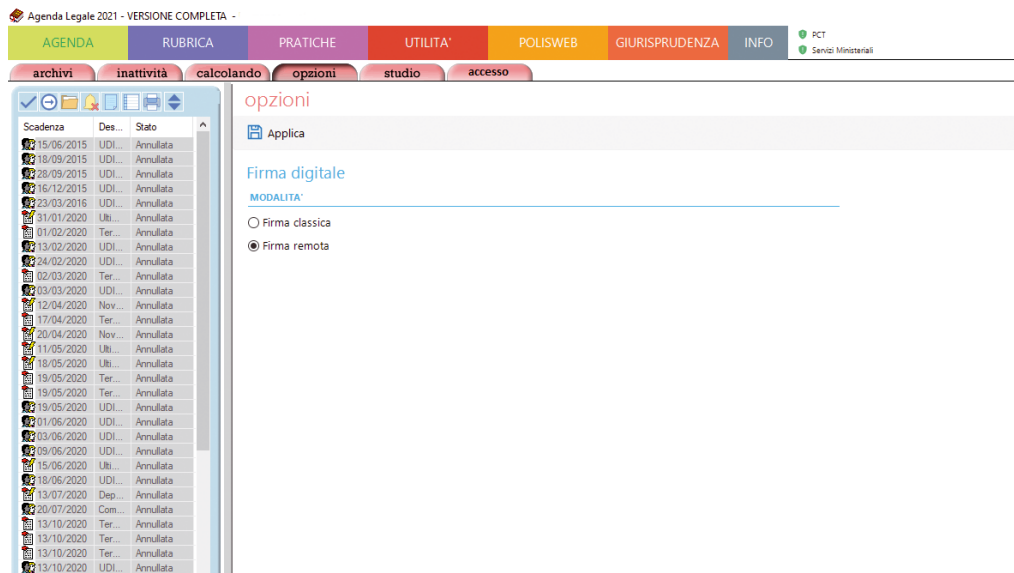 Agenda Legale 2021 - VERSIONE COMPLETA -
AGENDA RUBRICA PRATICHE UTILITA' POLISWEB GIURISPRUDENZA INFO
PCT
Servizi Ministeriali
archivi inattività calcolando opzioni studio accesso
opzioni
Applica
Firma digitale
MODALITA'
Firma classica
Firma remota
Scadenza Des... Stato
15/06/2015 UDI... Annullata
18/09/2015 UDI... Annullata
28/09/2015 UDI... Annullata
16/12/2015 UDI... Annullata
23/03/2016 UDI... Annullata
31/01/2020 Ulti... Annullata
01/02/2020 Ter... Annullata
13/02/2020 UDI... Annullata
24/02/2020 UDI... Annullata
02/03/2020 Ter... Annullata
03/03/2020 UDI... Annullata
12/04/2020 Nov... Annullata
17/04/2020 Ter... Annullata
20/04/2020 Nov... Annullata
11/05/2020 Ulti... Annullata
18/05/2020 Ulti... Annullata
19/05/2020 Ter... Annullata
19/05/2020 Ter... Annullata
19/05/2020 UDI... Annullata
01/06/2020 UDI... Annullata
03/06/2020 UDI... Annullata
09/06/2020 UDI... Annullata
15/06/2020 Ulti... Annullata
18/06/2020 UDI... Annullata
13/07/2020 Dep... Annullata
20/07/2020 Com... Annullata
13/10/2020 Ter... Annullata
13/10/2020 Ter... Annullata
13/10/2020 Ter... Annullata
13/10/2020 UDI... Annullata